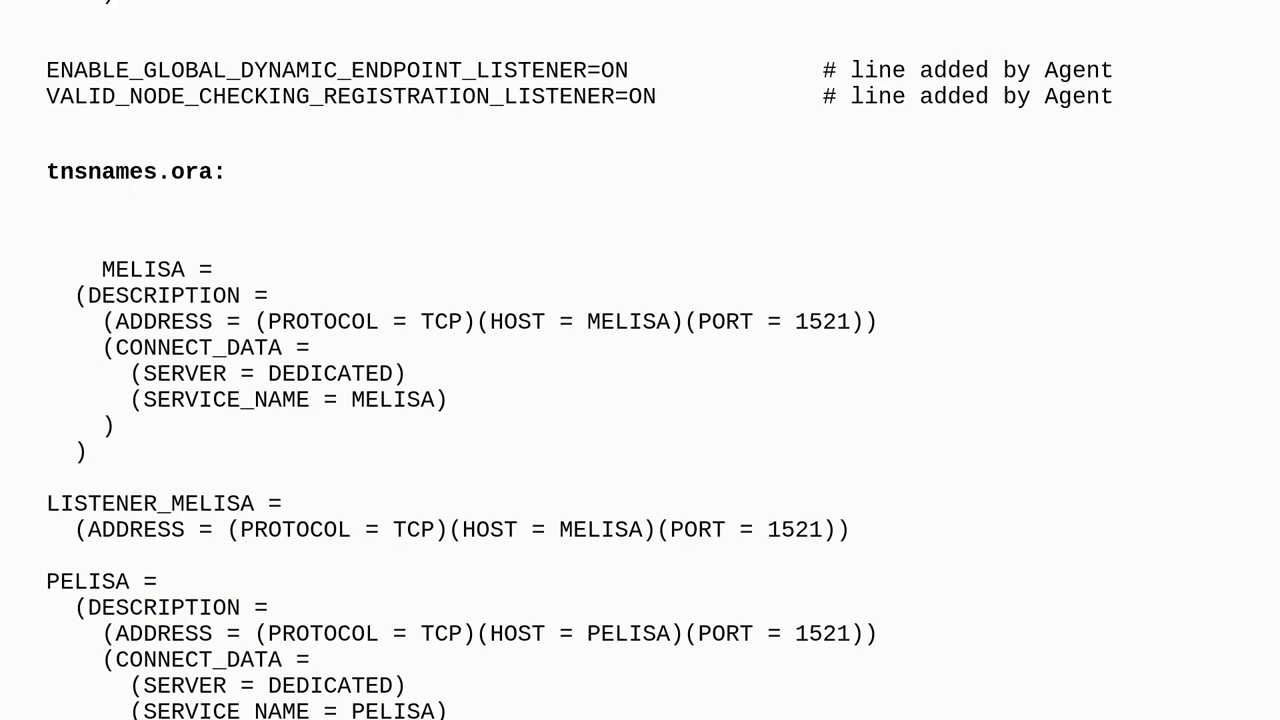 )
ENABLE_GLOBAL_DYNAMIC_ENDPOINT_LISTENER=ON              # line added by Agent
VALID_NODE_CHECKING_REGISTRATION_LISTENER=ON            # line added by Agent
tnsnames.ora:
    MELISA =
  (DESCRIPTION =
    (ADDRESS = (PROTOCOL = TCP)(HOST = MELISA)(PORT = 1521))
    (CONNECT_DATA =
      (SERVER = DEDICATED)
      (SERVICE_NAME = MELISA)
    )
  )
LISTENER_MELISA =
  (ADDRESS = (PROTOCOL = TCP)(HOST = MELISA)(PORT = 1521))
PELISA =
  (DESCRIPTION =
    (ADDRESS = (PROTOCOL = TCP)(HOST = PELISA)(PORT = 1521))
    (CONNECT_DATA =
      (SERVER = DEDICATED)
      (SERVICE_NAME = PELISA)